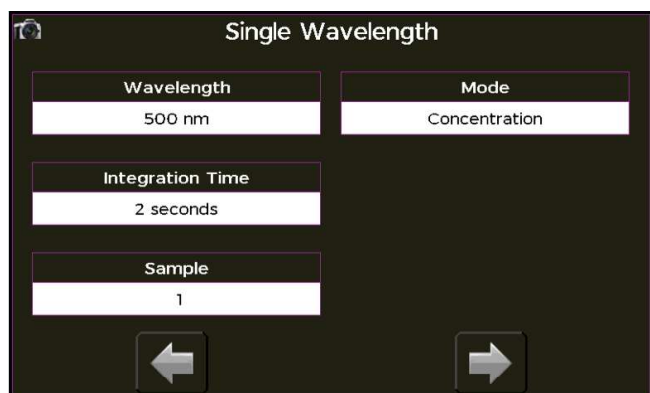 Single Wavelength
Wavelength
500 nm
Mode
Concentration
Integration Time
2 seconds
Sample
1